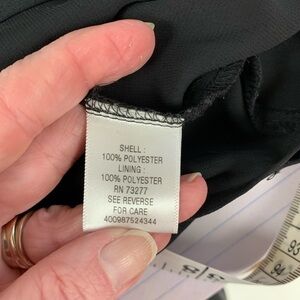 SHELL :
100% POLYESTER
LINING :
100% POLYESTER
RN 73277
SEE REVERSE
FOR CARE
400987524344